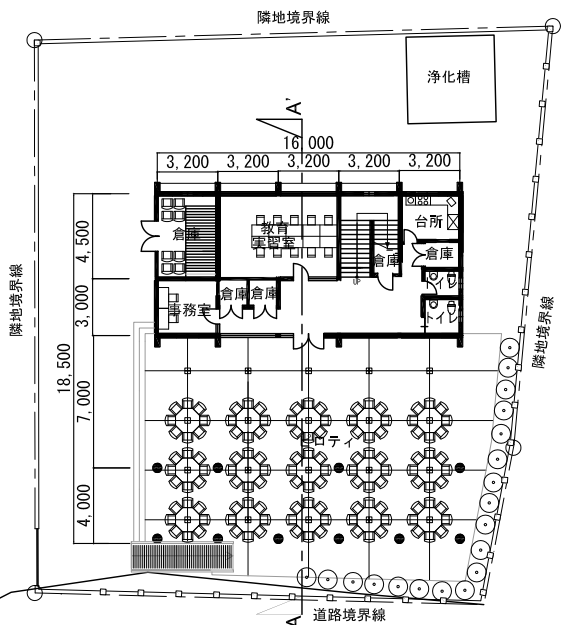 隣地境界線
浄化槽
A'
16,000
3,200
3,200
3,200
3,200
3,200
4,500
3,000
18,500
7,000
4,000
隣地境界線
隣地境界線
倉庫
教育
実習室
台所
倉庫
倉庫
UP
トイレ
トイレ
事務室
倉庫
倉庫
ロティ
道路境界線
A